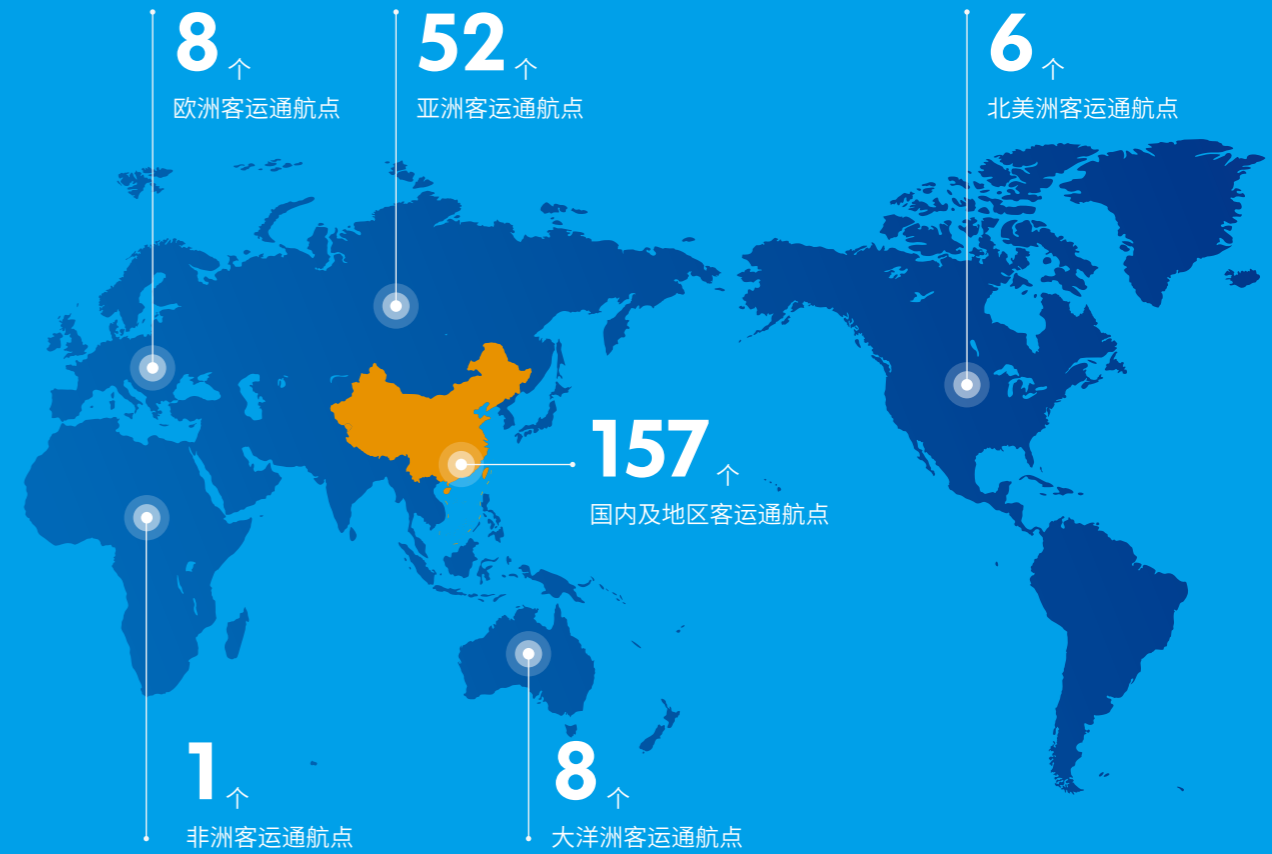 8 个
欧洲客运通航点
52 个
亚洲客运通航点
6 个
北美洲客运通航点
157 个
国内及地区客运通航点
1 个
非洲客运通航点
8 个
大洋洲客运通航点